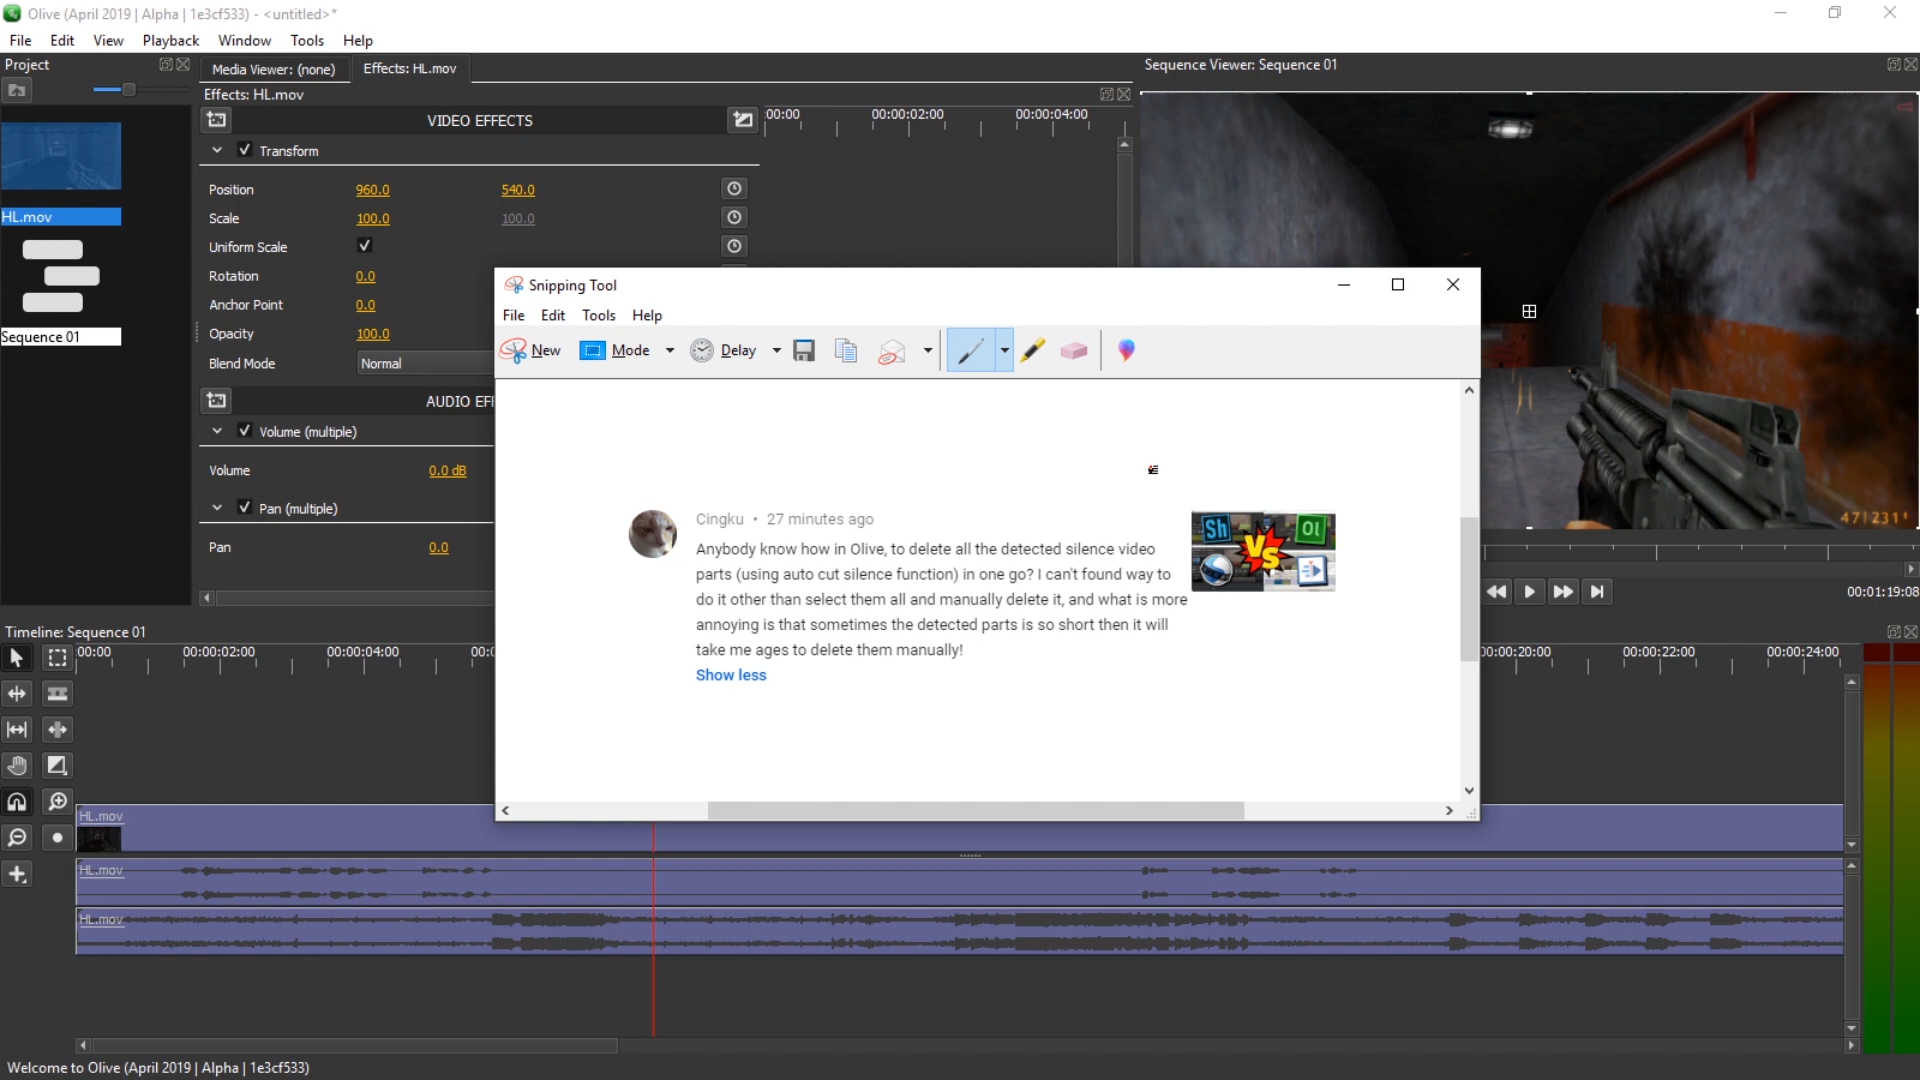 Olive (April 2019 | Alpha | 1e3cf533) - <untitled>*
File Edit View Playback Window Tools Help
Project
Media Viewer: (none) Effects: HL.mov
Sequence Viewer: Sequence 01
Effects: HL.mov
VIDEO EFFECTS
:00:00 00:00:02:00 00:00:04:00
Transform
Position 960.0 540.0
Scale 100.0 100.0
Uniform Scale
Rotation 0.0
Anchor Point 0.0
Opacity 100.0
Blend Mode Normal
AUDIO EFF
Volume (multiple)
Volume 0.0 dB
Pan (multiple)
Pan 0.0
HL.mov
Sequence 01
Snipping Tool
File Edit Tools Help
New Mode Delay
Cingku • 27 minutes ago
Anybody know how in Olive, to delete all the detected silence video
parts (using auto cut silence function) in one go? I can't found way to
do it other than select them all and manually delete it, and what is more
annoying is that sometimes the detected parts is so short then it will
take me ages to delete them manually!
Show less
Sh VS Ol
47|231
00:01:19:08
Timeline: Sequence 01
00:00 00:00:02:00 00:00:04:00 00:0 00:00:20:00 00:00:22:00 00:00:24:00
HL.mov
HL.mov
HL.mov
Welcome to Olive (April 2019 | Alpha | 1e3cf533)